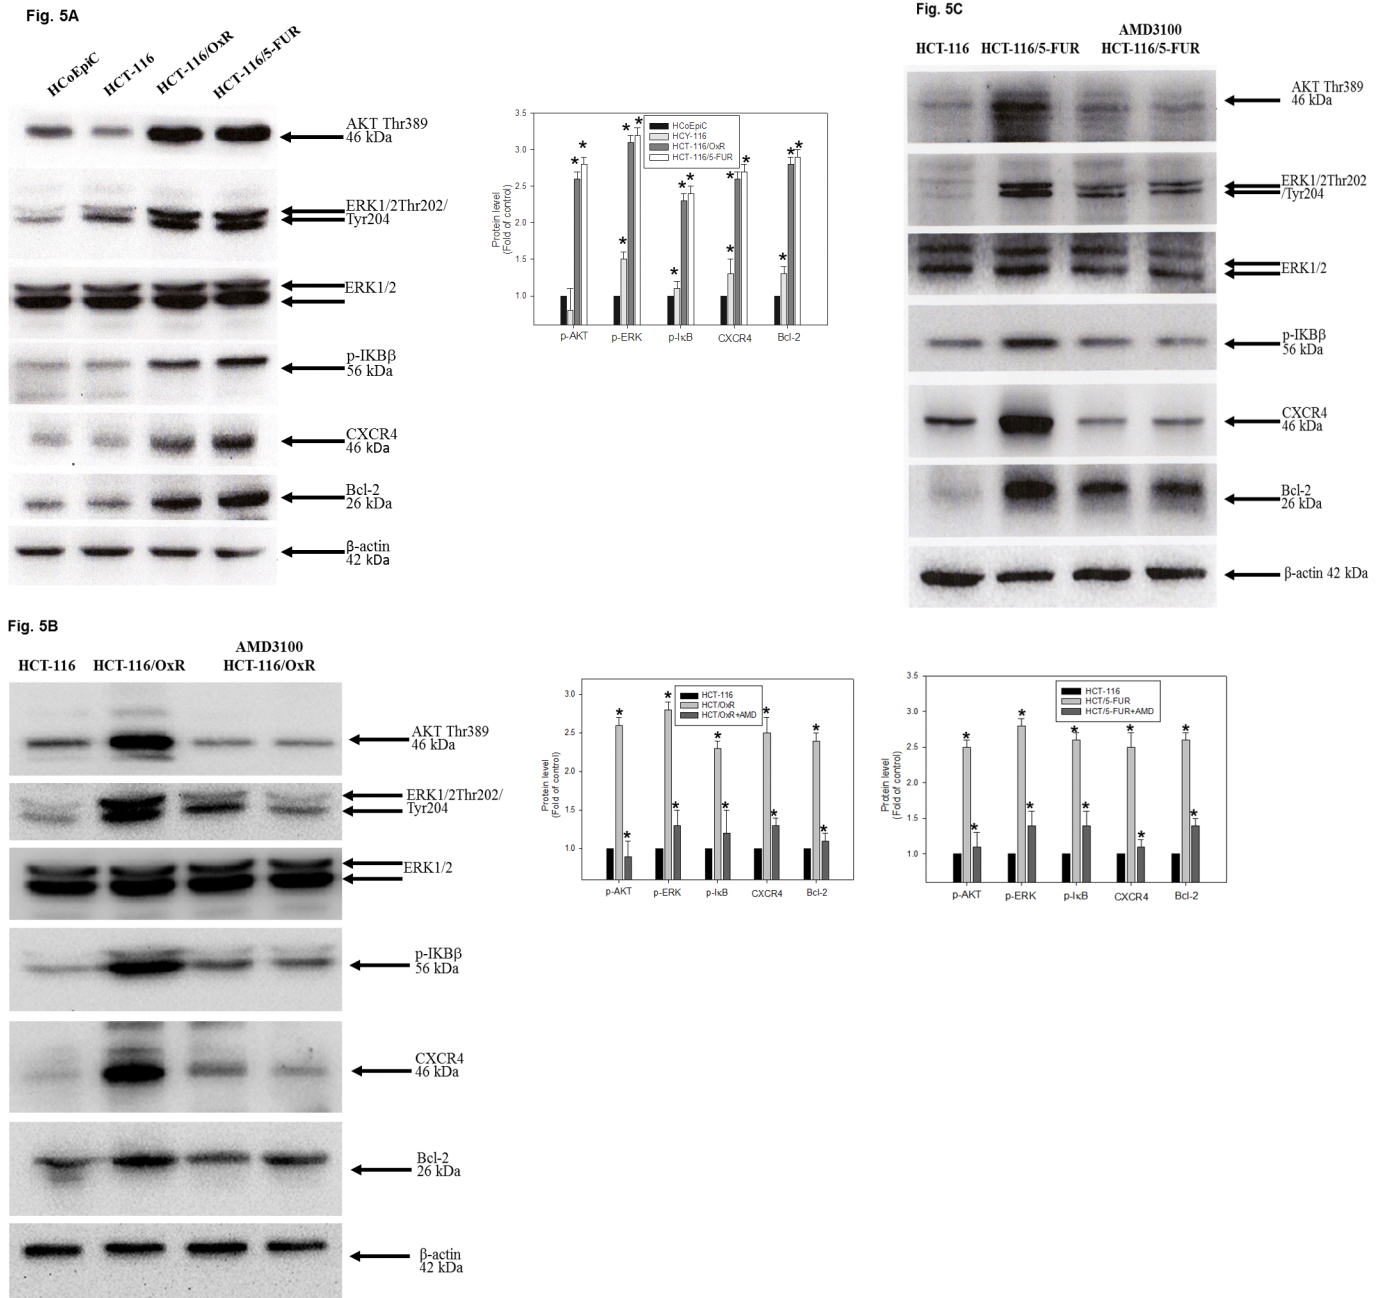 Fig. 5A
HCoEpiC
HCT-116
HCT-116/OxR
HCT-116/5-FUR
AKT Thr389
46 kDa
ERK1/2Thr202/
Tyr204
ERK1/2
p-IKBβ
56 kDa
CXCR4
46 kDa
Bcl-2
26 kDa
β-actin
42 kDa
Protein level
(Fold of control)
3.5
3.0
2.5
2.0
1.5
1.0
HCoEpiC
HCY-116
HCT-116/OxR
HCT-116/5-FUR
* * * * * * * * * * * * * *
p-AKT p-ERK p-IκB CXCR4 Bcl-2
Fig. 5C
AMD3100
HCT-116 HCT-116/5-FUR HCT-116/5-FUR
AKT Thr389
46 kDa
ERK1/2Thr202
/Tyr204
ERK1/2
p-IKBβ
56 kDa
CXCR4
46 kDa
Bcl-2
26 kDa
β-actin 42 kDa
Fig. 5B
AMD3100
HCT-116 HCT-116/OxR HCT-116/OxR
AKT Thr389
46 kDa
ERK1/2Thr202/
Tyr204
ERK1/2
p-IKBβ
56 kDa
CXCR4
46 kDa
Bcl-2
26 kDa
β-actin
42 kDa
Protein level
(Fold of control)
3.0
2.5
2.0
1.5
1.0
HCT-116
HCT/OxR
HCT/OxR+AMD
* * * * * * * * * *
p-AKT p-ERK p-IκB CXCR4 Bcl-2
Protein level
(Fold of control)
3.5
3.0
2.5
2.0
1.5
1.0
HCT-116
HCT/5-FUR
HCT/5-FUR+AMD
* * * * * * * * * *
p-AKT p-ERK p-IκB CXCR4 Bcl-2